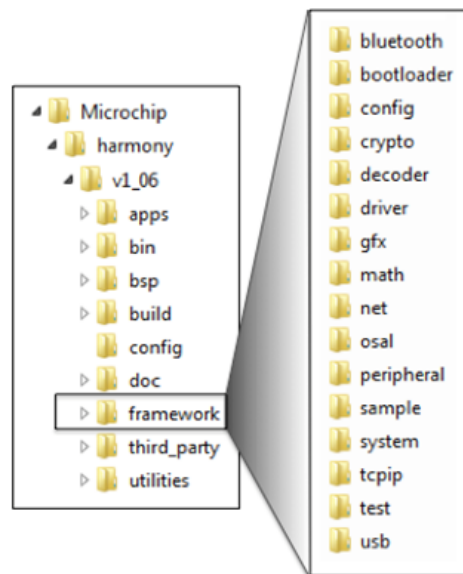 Microchip
harmony
v1_06
apps
bin
bsp
build
config
doc
framework
third_party
utilities
bluetooth
bootloader
config
crypto
decoder
driver
gfx
math
net
osal
peripheral
sample
system
tcpip
test
usb